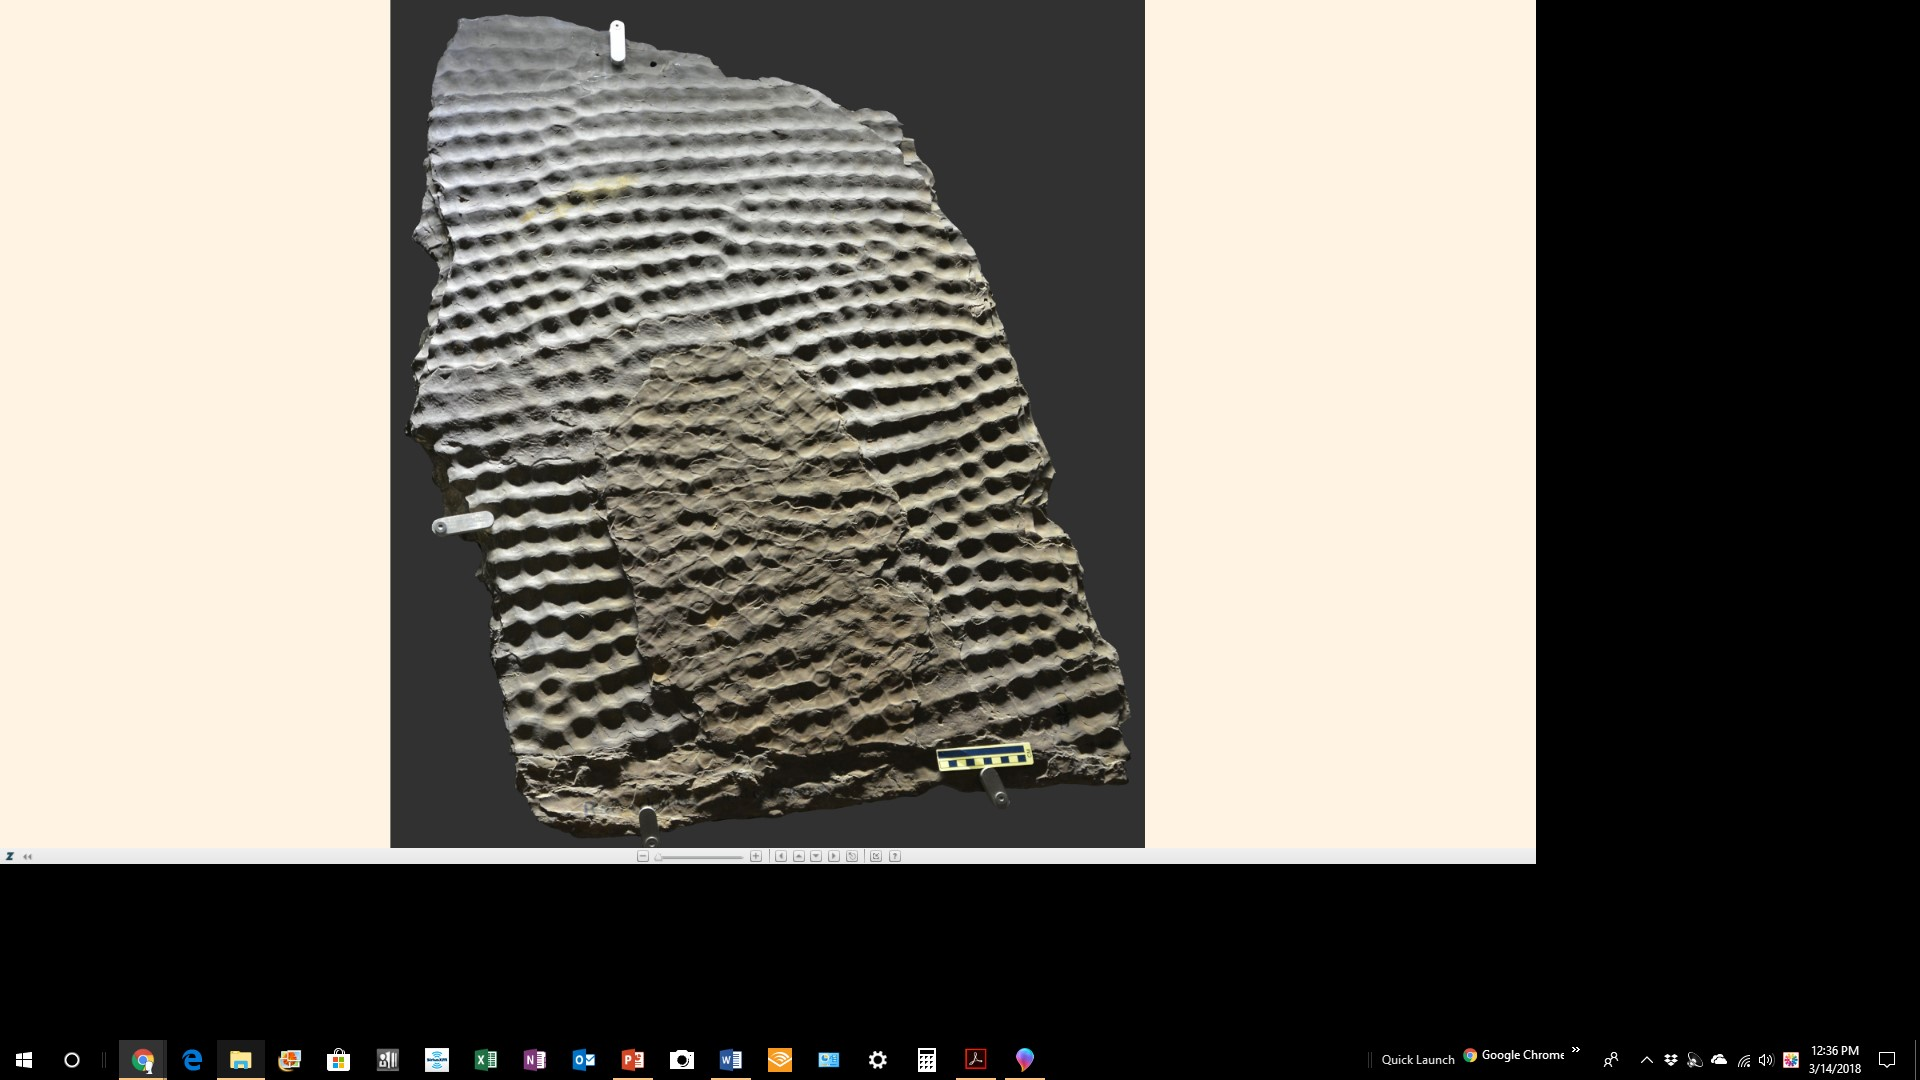 Z
?
Quick Launch
Google Chrome
»
12:36 PM
3/14/2018